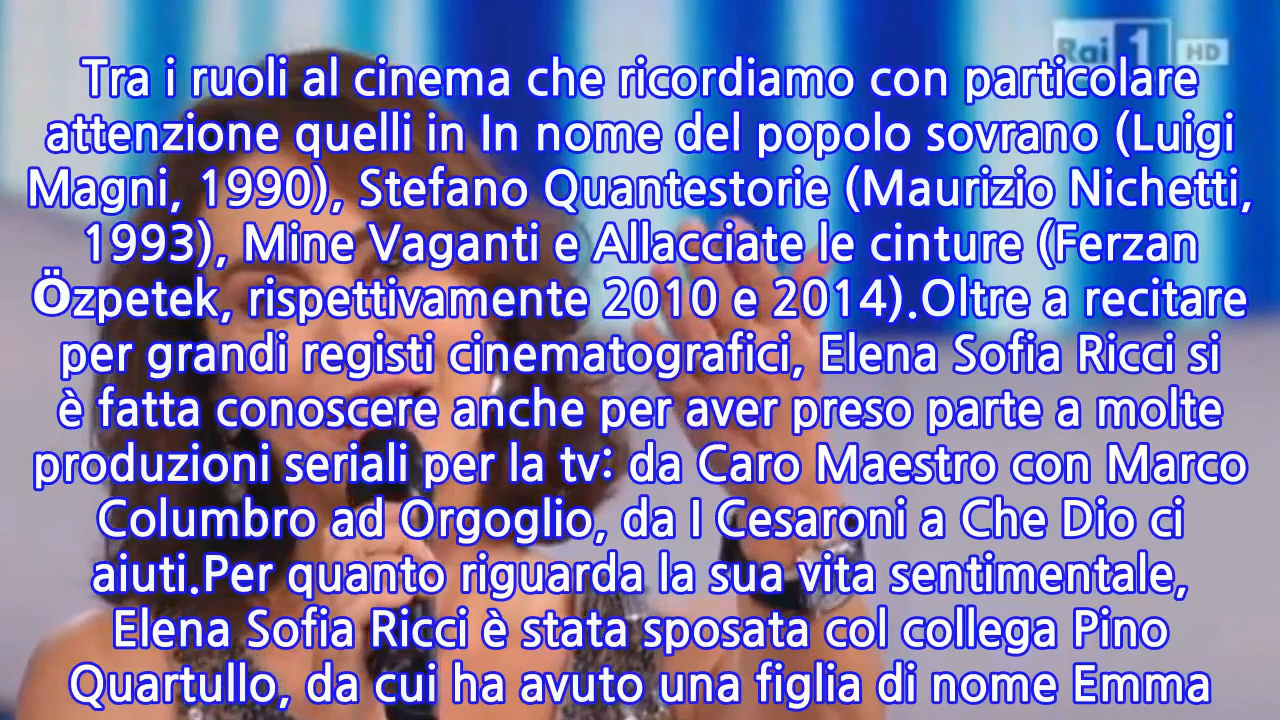 Rai 1 HD
Tra i ruoli al cinema che ricordiamo con particolare
attenzione quelli in In nome del popolo sovrano (Luigi
Magni, 1990), Stefano Quantestorie (Maurizio Nichetti,
1993), Mine Vaganti e Allacciate le cinture (Ferzan
Özpetek, rispettivamente 2010 e 2014).Oltre a recitare
per grandi registi cinematografici, Elena Sofia Ricci si
è fatta conoscere anche per aver preso parte a molte
produzioni seriali per la tv: da Caro Maestro con Marco
Columbro ad Orgoglio, da I Cesaroni a Che Dio ci
aiuti.Per quanto riguarda la sua vita sentimentale,
Elena Sofia Ricci è stata sposata col collega Pino
Quartullo, da cui ha avuto una figlia di nome Emma